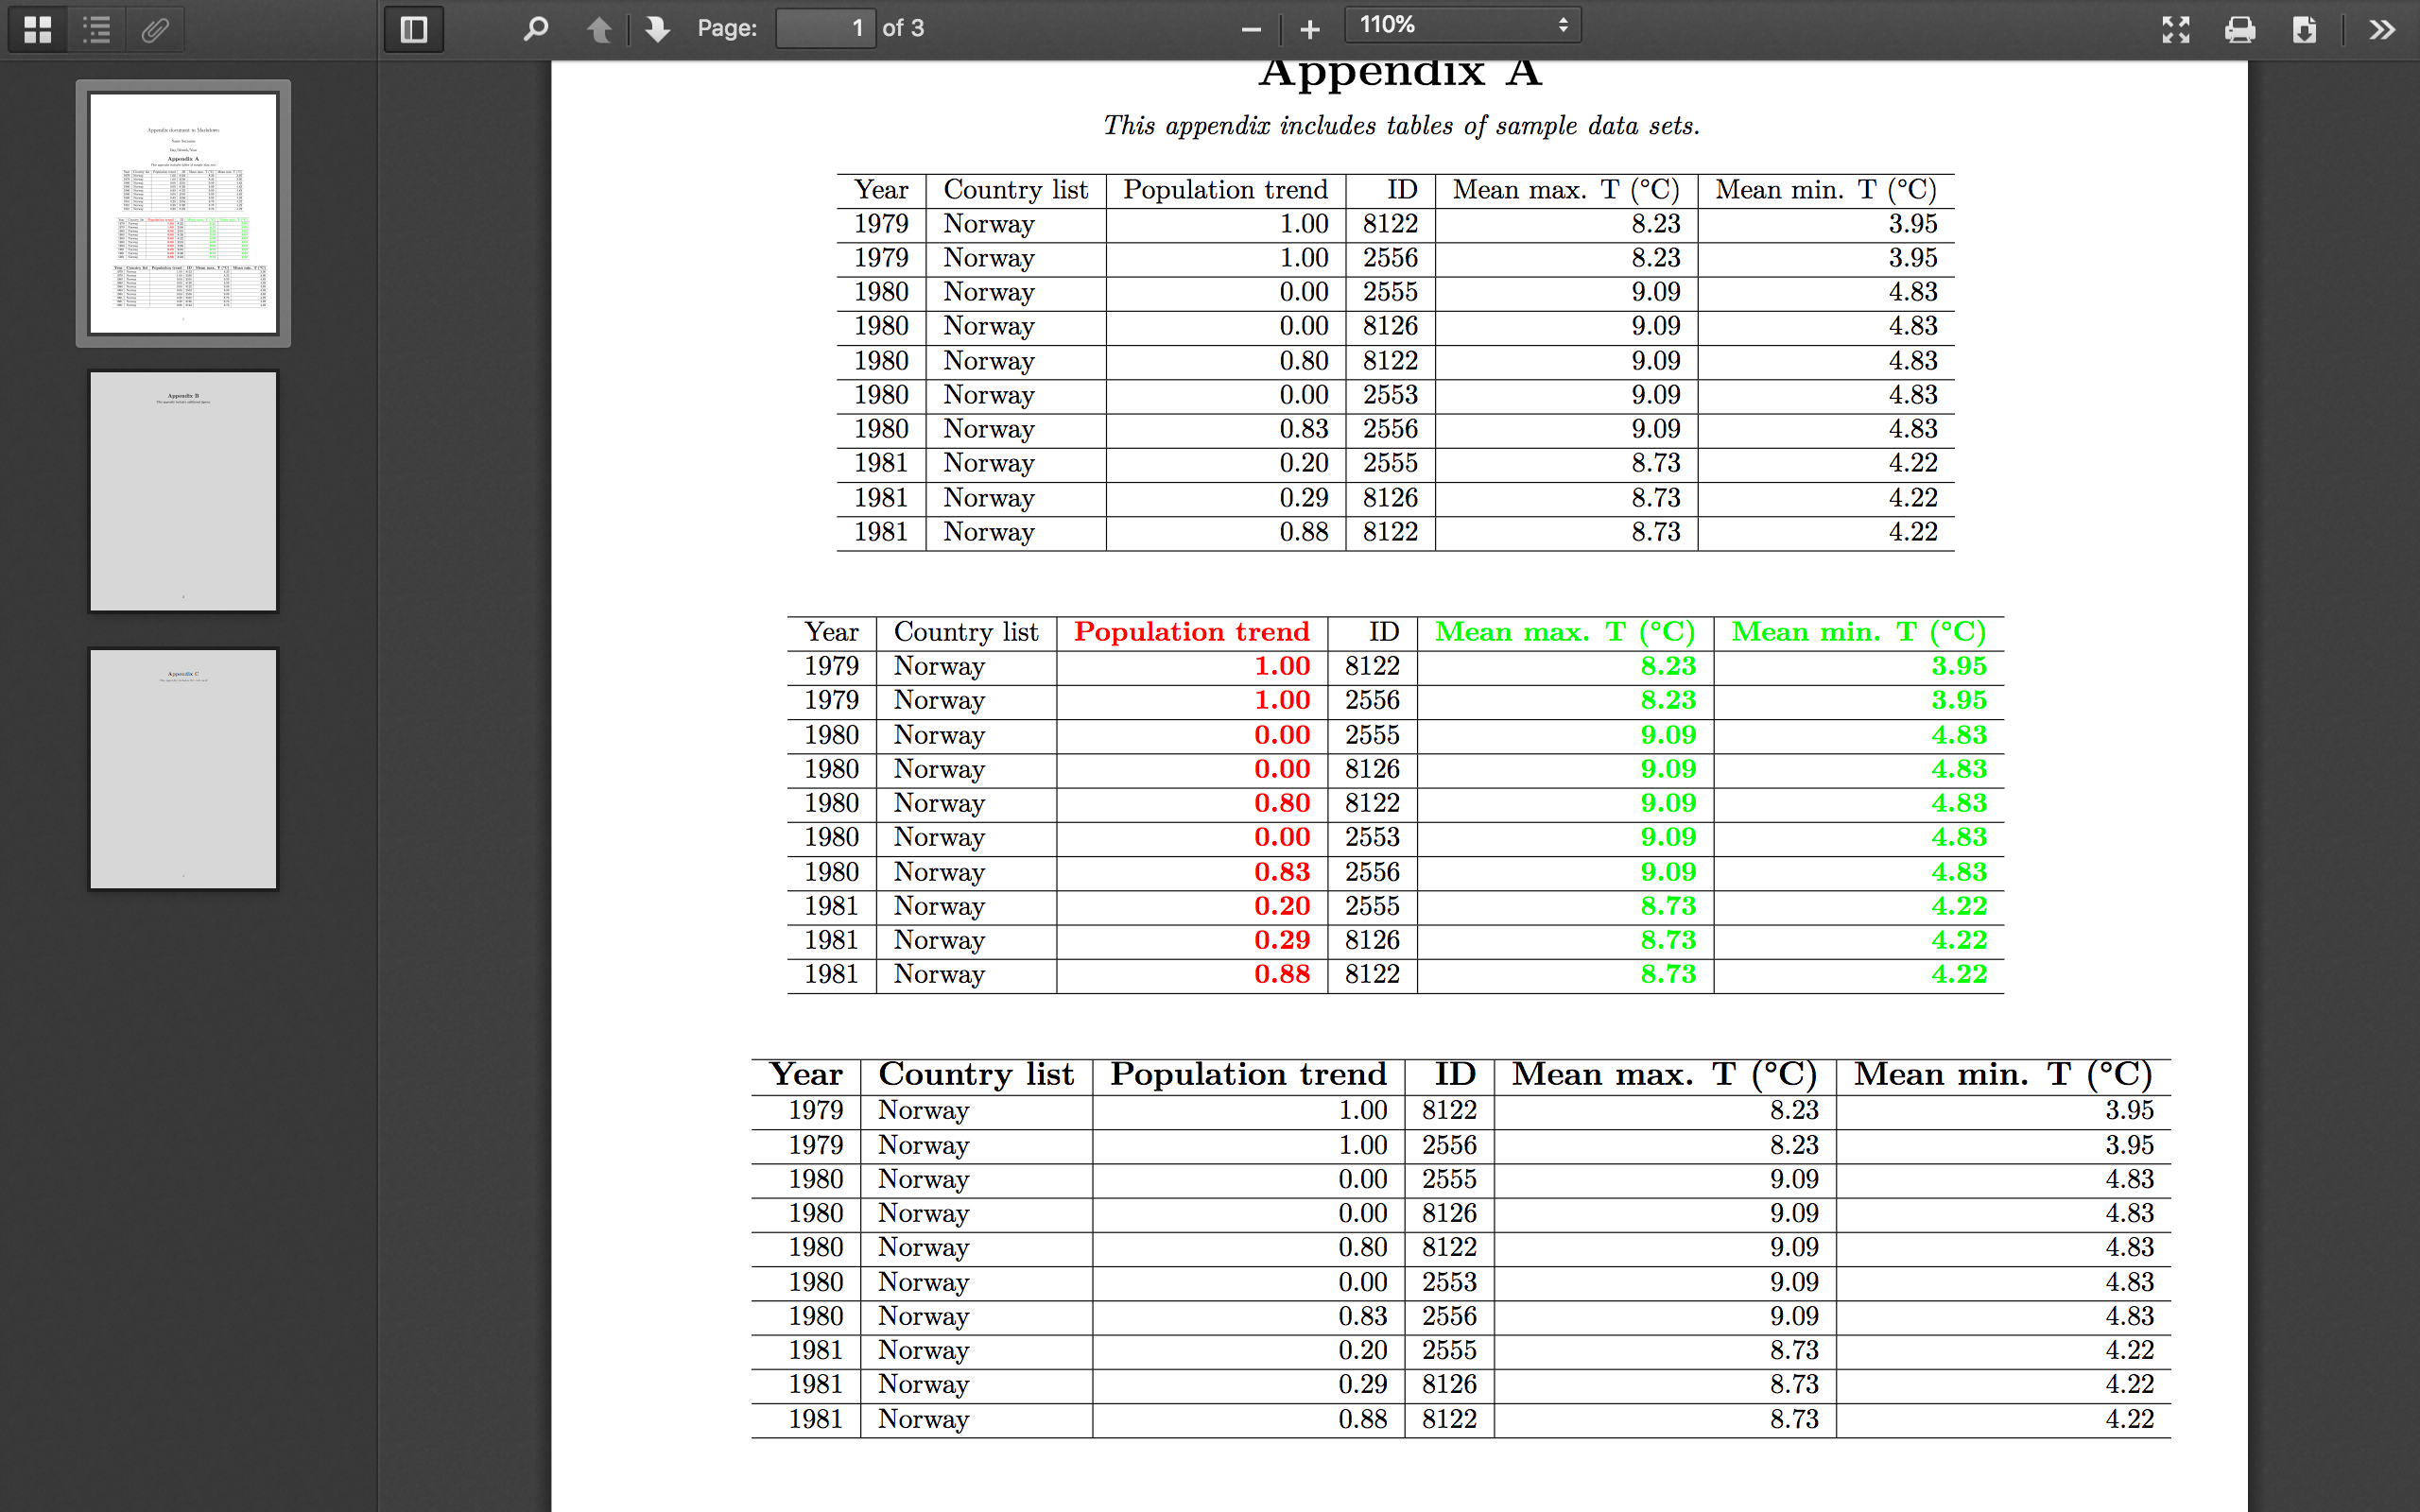 Page: 1 of 3 110%
Appendix A
This appendix includes tables of sample data sets.
Year Country list Population trend ID Mean max. T (°C) Mean min. T (°C)
1979 Norway 1.00 8122 8.23 3.95
1979 Norway 1.00 2556 8.23 3.95
1980 Norway 0.00 2555 9.09 4.83
1980 Norway 0.00 8126 9.09 4.83
1980 Norway 0.80 8122 9.09 4.83
1980 Norway 0.00 2553 9.09 4.83
1980 Norway 0.83 2556 9.09 4.83
1981 Norway 0.20 2555 8.73 4.22
1981 Norway 0.29 8126 8.73 4.22
1981 Norway 0.88 8122 8.73 4.22
Year Country list Population trend ID Mean max. T (°C) Mean min. T (°C)
1979 Norway 1.00 8122 8.23 3.95
1979 Norway 1.00 2556 8.23 3.95
1980 Norway 0.00 2555 9.09 4.83
1980 Norway 0.00 8126 9.09 4.83
1980 Norway 0.80 8122 9.09 4.83
1980 Norway 0.00 2553 9.09 4.83
1980 Norway 0.83 2556 9.09 4.83
1981 Norway 0.20 2555 8.73 4.22
1981 Norway 0.29 8126 8.73 4.22
1981 Norway 0.88 8122 8.73 4.22
Year Country list Population trend ID Mean max. T (°C) Mean min. T (°C)
1979 Norway 1.00 8122 8.23 3.95
1979 Norway 1.00 2556 8.23 3.95
1980 Norway 0.00 2555 9.09 4.83
1980 Norway 0.00 8126 9.09 4.83
1980 Norway 0.80 8122 9.09 4.83
1980 Norway 0.00 2553 9.09 4.83
1980 Norway 0.83 2556 9.09 4.83
1981 Norway 0.20 2555 8.73 4.22
1981 Norway 0.29 8126 8.73 4.22
1981 Norway 0.88 8122 8.73 4.22
Appendix A
Appendix B
Appendix C